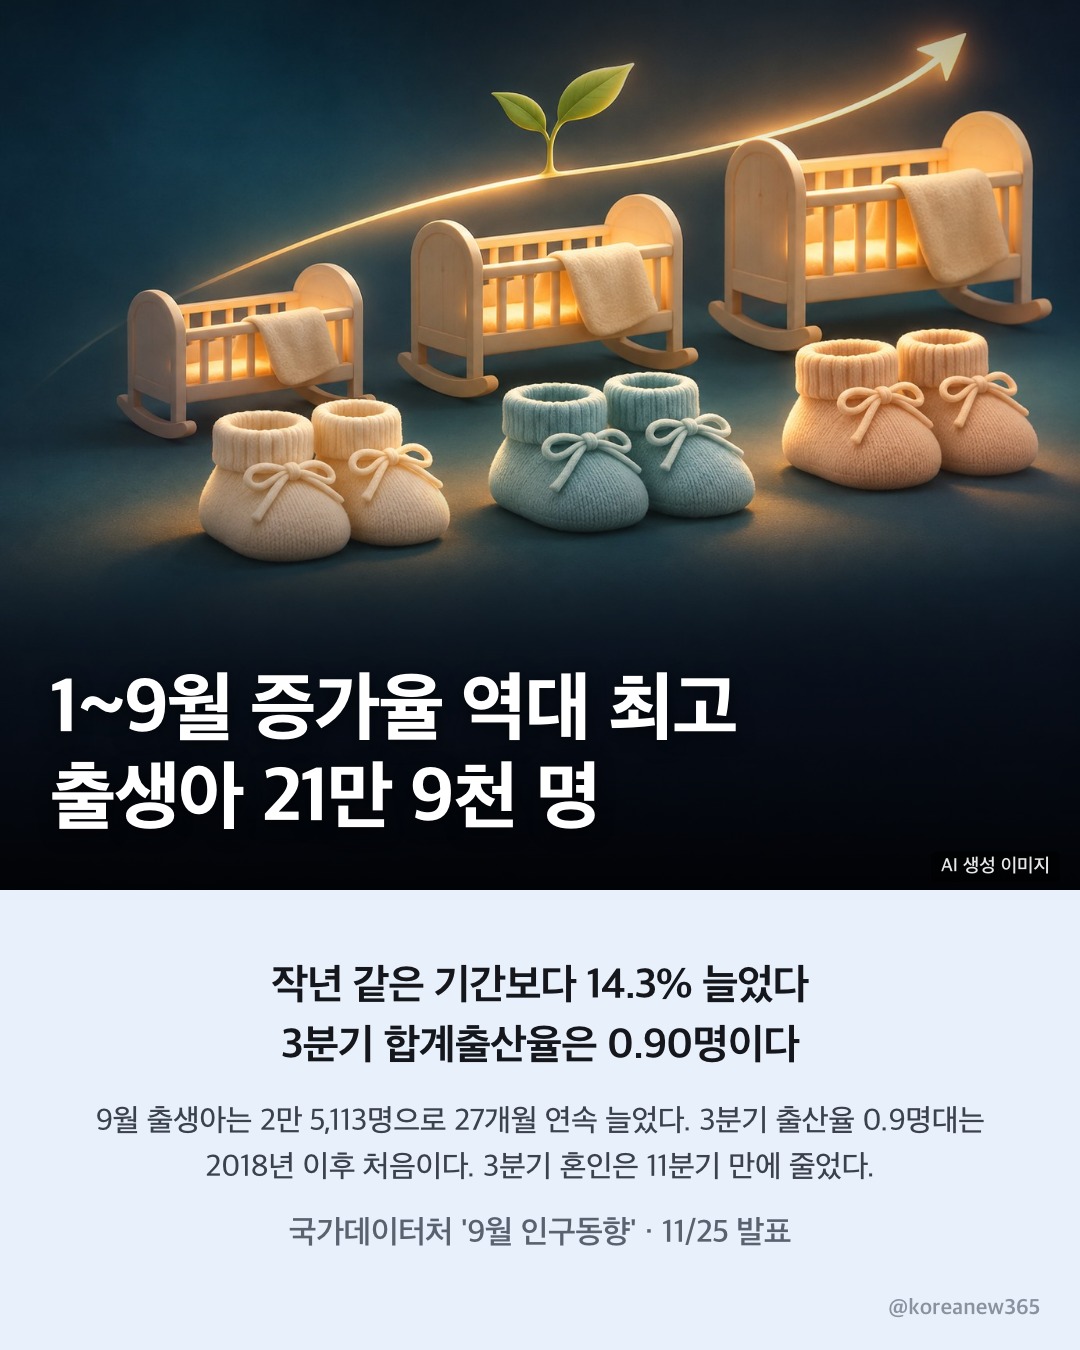 1~9월 증가율 역대 최고
출생아 21만 9천 명
AI 생성 이미지
작년 같은 기간보다 14.3% 늘었다
3분기 합계출산율은 0.90명이다
9월 출생아는 2만 5,113명으로 27개월 연속 늘었다. 3분기 출산율 0.9명대는
2018년 이후 처음이다. 3분기 혼인은 11분기 만에 줄었다.
국가데이터처 '9월 인구동향' · 11/25 발표
@koreanew365